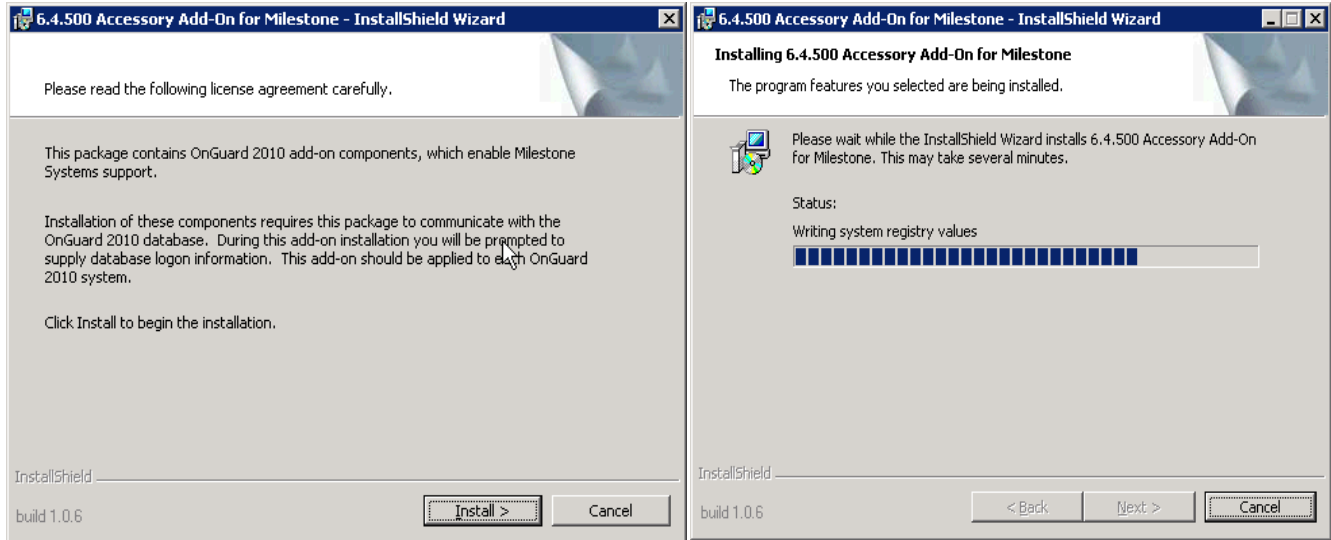 6.4.500 Accessory Add-On for Milestone - InstallShield Wizard
Please read the following license agreement carefully.
This package contains OnGuard 2010 add-on components, which enable Milestone
Systems support.
Installation of these components requires this package to communicate with the
OnGuard 2010 database. During this add-on installation you will be prompted to
supply database logon information. This add-on should be applied to each OnGuard
2010 system.
Click Install to begin the installation.
InstallShield
build 1.0.6
Install >
Cancel
6.4.500 Accessory Add-On for Milestone - InstallShield Wizard
Installing 6.4.500 Accessory Add-On for Milestone
The program features you selected are being installed.
Please wait while the InstallShield Wizard installs 6.4.500 Accessory Add-On
for Milestone. This may take several minutes.
Status:
Writing system registry values
InstallShield
build 1.0.6
< Back
Next >
Cancel